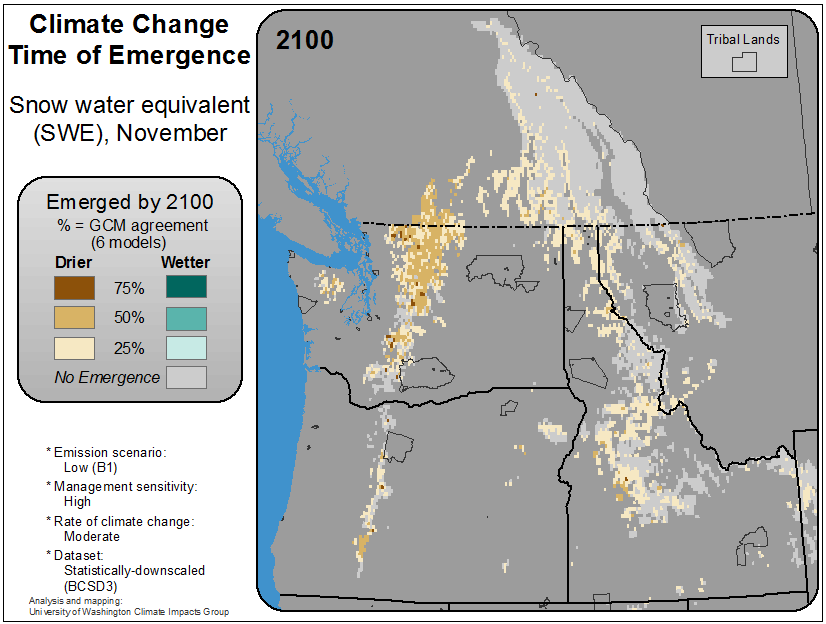 Climate Change
Time of Emergence
Snow water equivalent
(SWE), November
Emerged by 2100
% = GCM agreement
(6 models)
Drier Wetter
75%
50%
25%
No Emergence
* Emission scenario:
Low (B1)
* Management sensitivity:
High
* Rate of climate change:
Moderate
* Dataset:
Statistically-downscaled
(BCSD3)
Analysis and mapping:
University of Washington Climate Impacts Group
2100
Tribal Lands